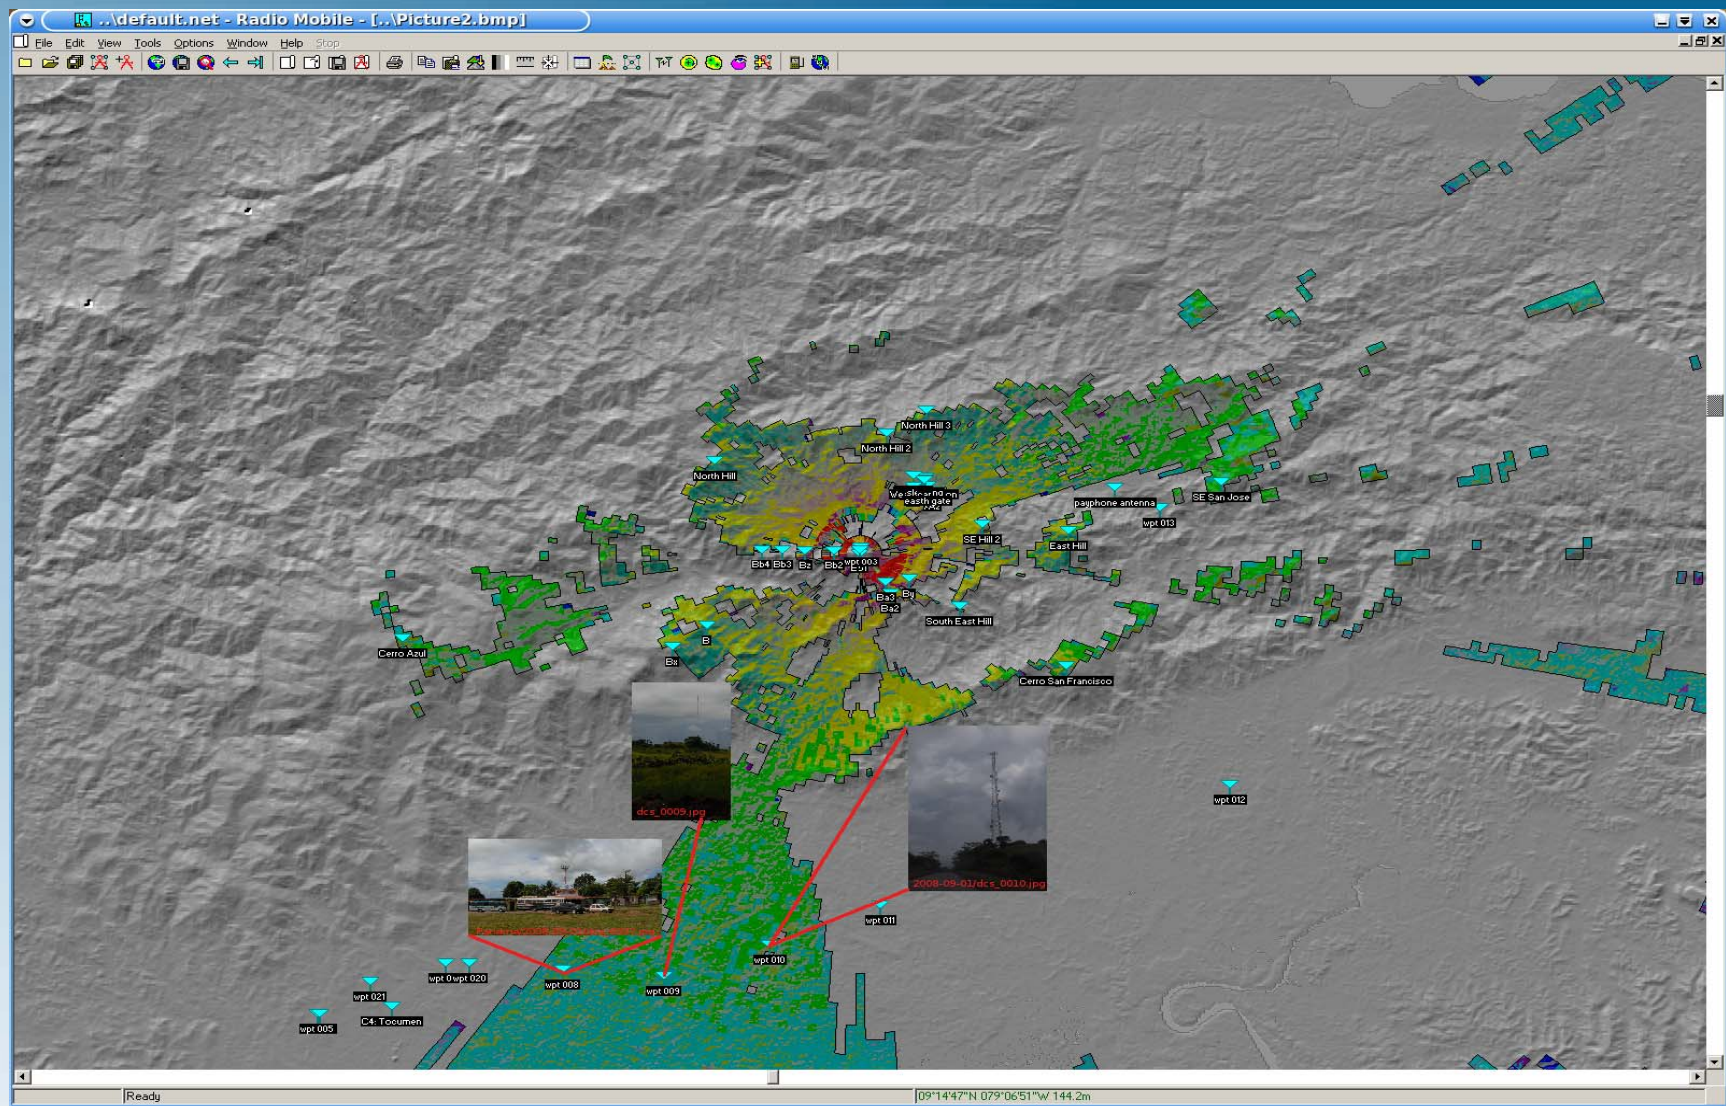 ..\default.net - Radio Mobile - [..\Picture2.bmp]
File Edit View Tools Options Window Help Stop
North Hill 3
North Hill 2
North Hill
easth gate
payphone antenna
SE San Jose
wpt 013
SE Hill 2
East Hill
Bb4 Bb3 Bz Bb2 wpt 003
Ba3 By
Ba2
South East Hill
B
Bx
Cerro Azul
Cerro San Francisco
wpt 012
dcs_0009.jpg
2008-09-01/dcs_0010.jpg
wpt 011
wpt 010
wpt 020
wpt 008
wpt 009
wpt 021
C4: Tocumen
wpt 005
Ready
09°14'47"N 079°06'51"W 144.2m